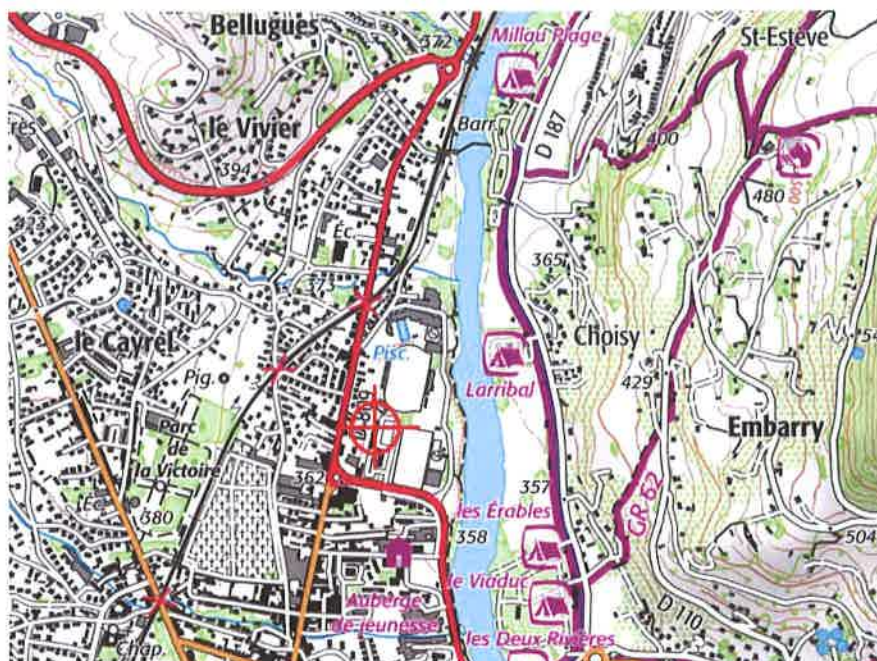 Bellugues
372
Millau Plage
St-Estève
le Vivier
Barr.
D 187
400
394
480
Éc.
423
365
373
le Cayrel
Pisc.
Choisy
Larribal
Pig.
429
Parc
de
la Victoire
Embarry
362
357
GR 62
les Érables
Éc.
380
358
504
le Viaduc
Auberge
de jeunesse
D 110
Chap.
les Deux Rivières